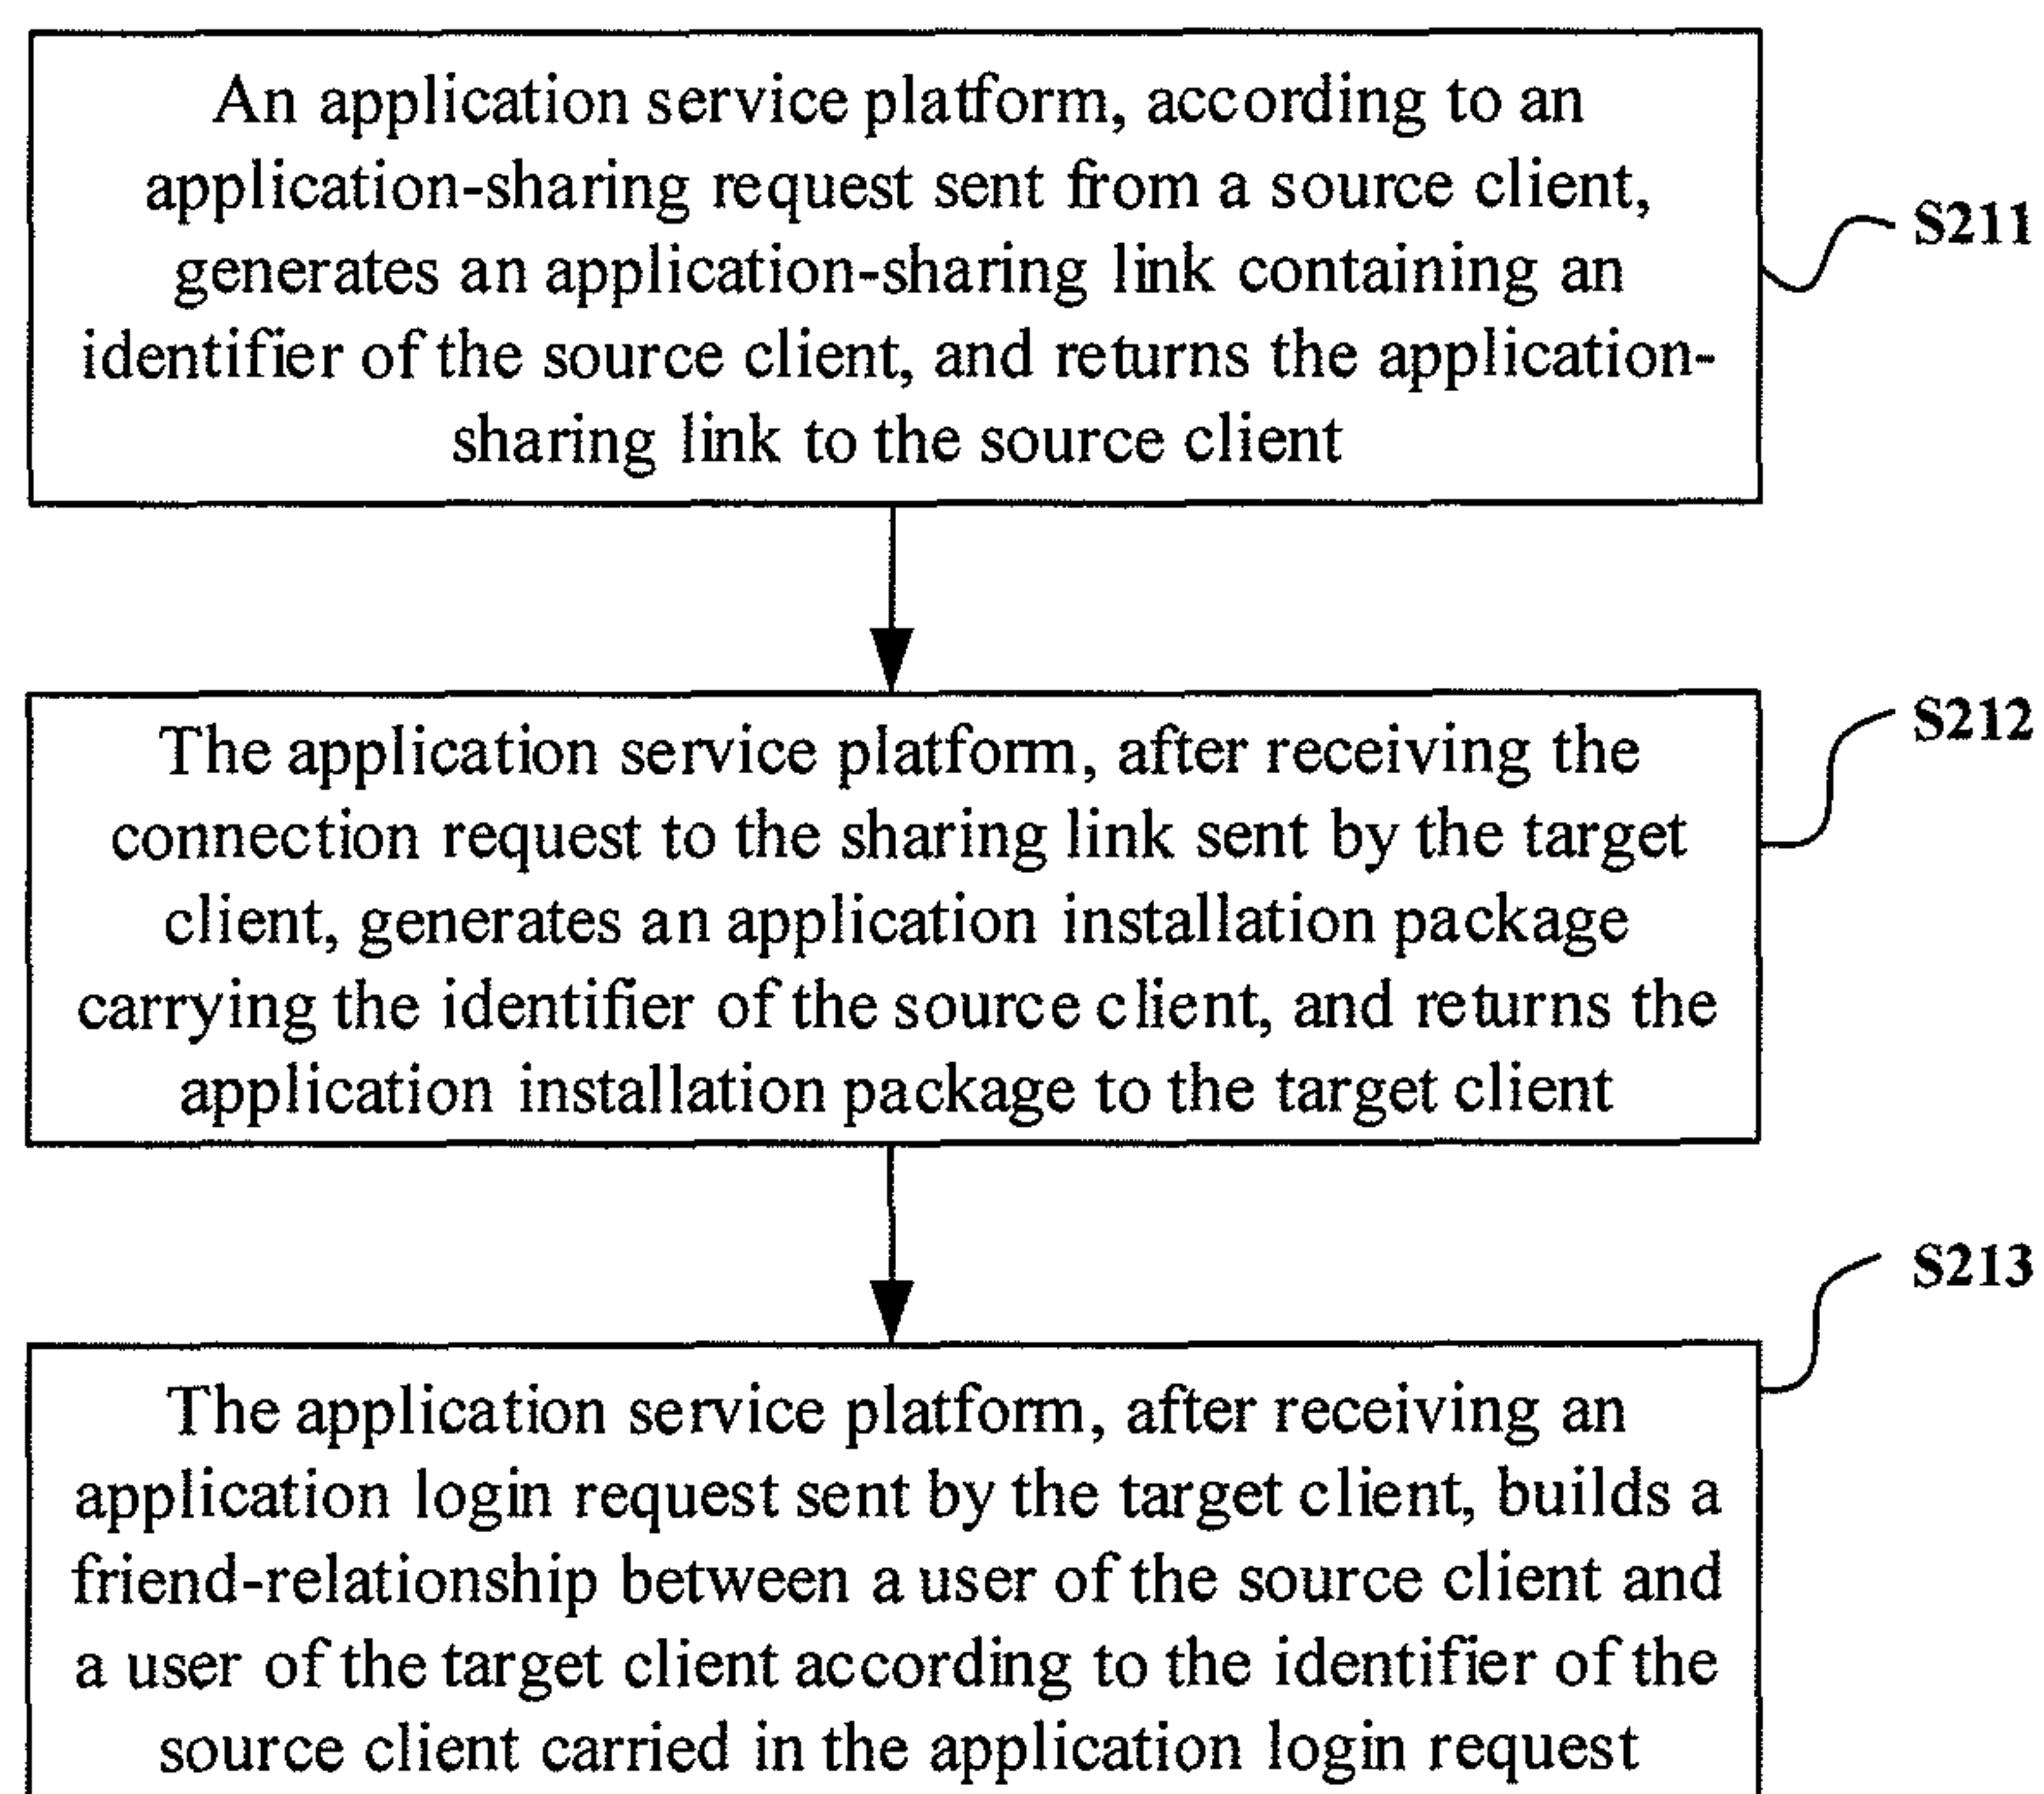 An application service platform, according to an
application-sharing request sent from a source client,
generates an application-sharing link containing an
identifier of the source client, and returns the application-
sharing link to the source client
S211
The application service platform, after receiving the
connection request to the sharing link sent by the target
client, generates an application installation package
carrying the identifier of the source client, and returns the
application installation package to the target client
S212
The application service platform, after receiving an
application login request sent by the target client, builds a
friend-relationship between a user of the source client and
a user of the target client according to the identifier of the
source client carried in the application login request
S213